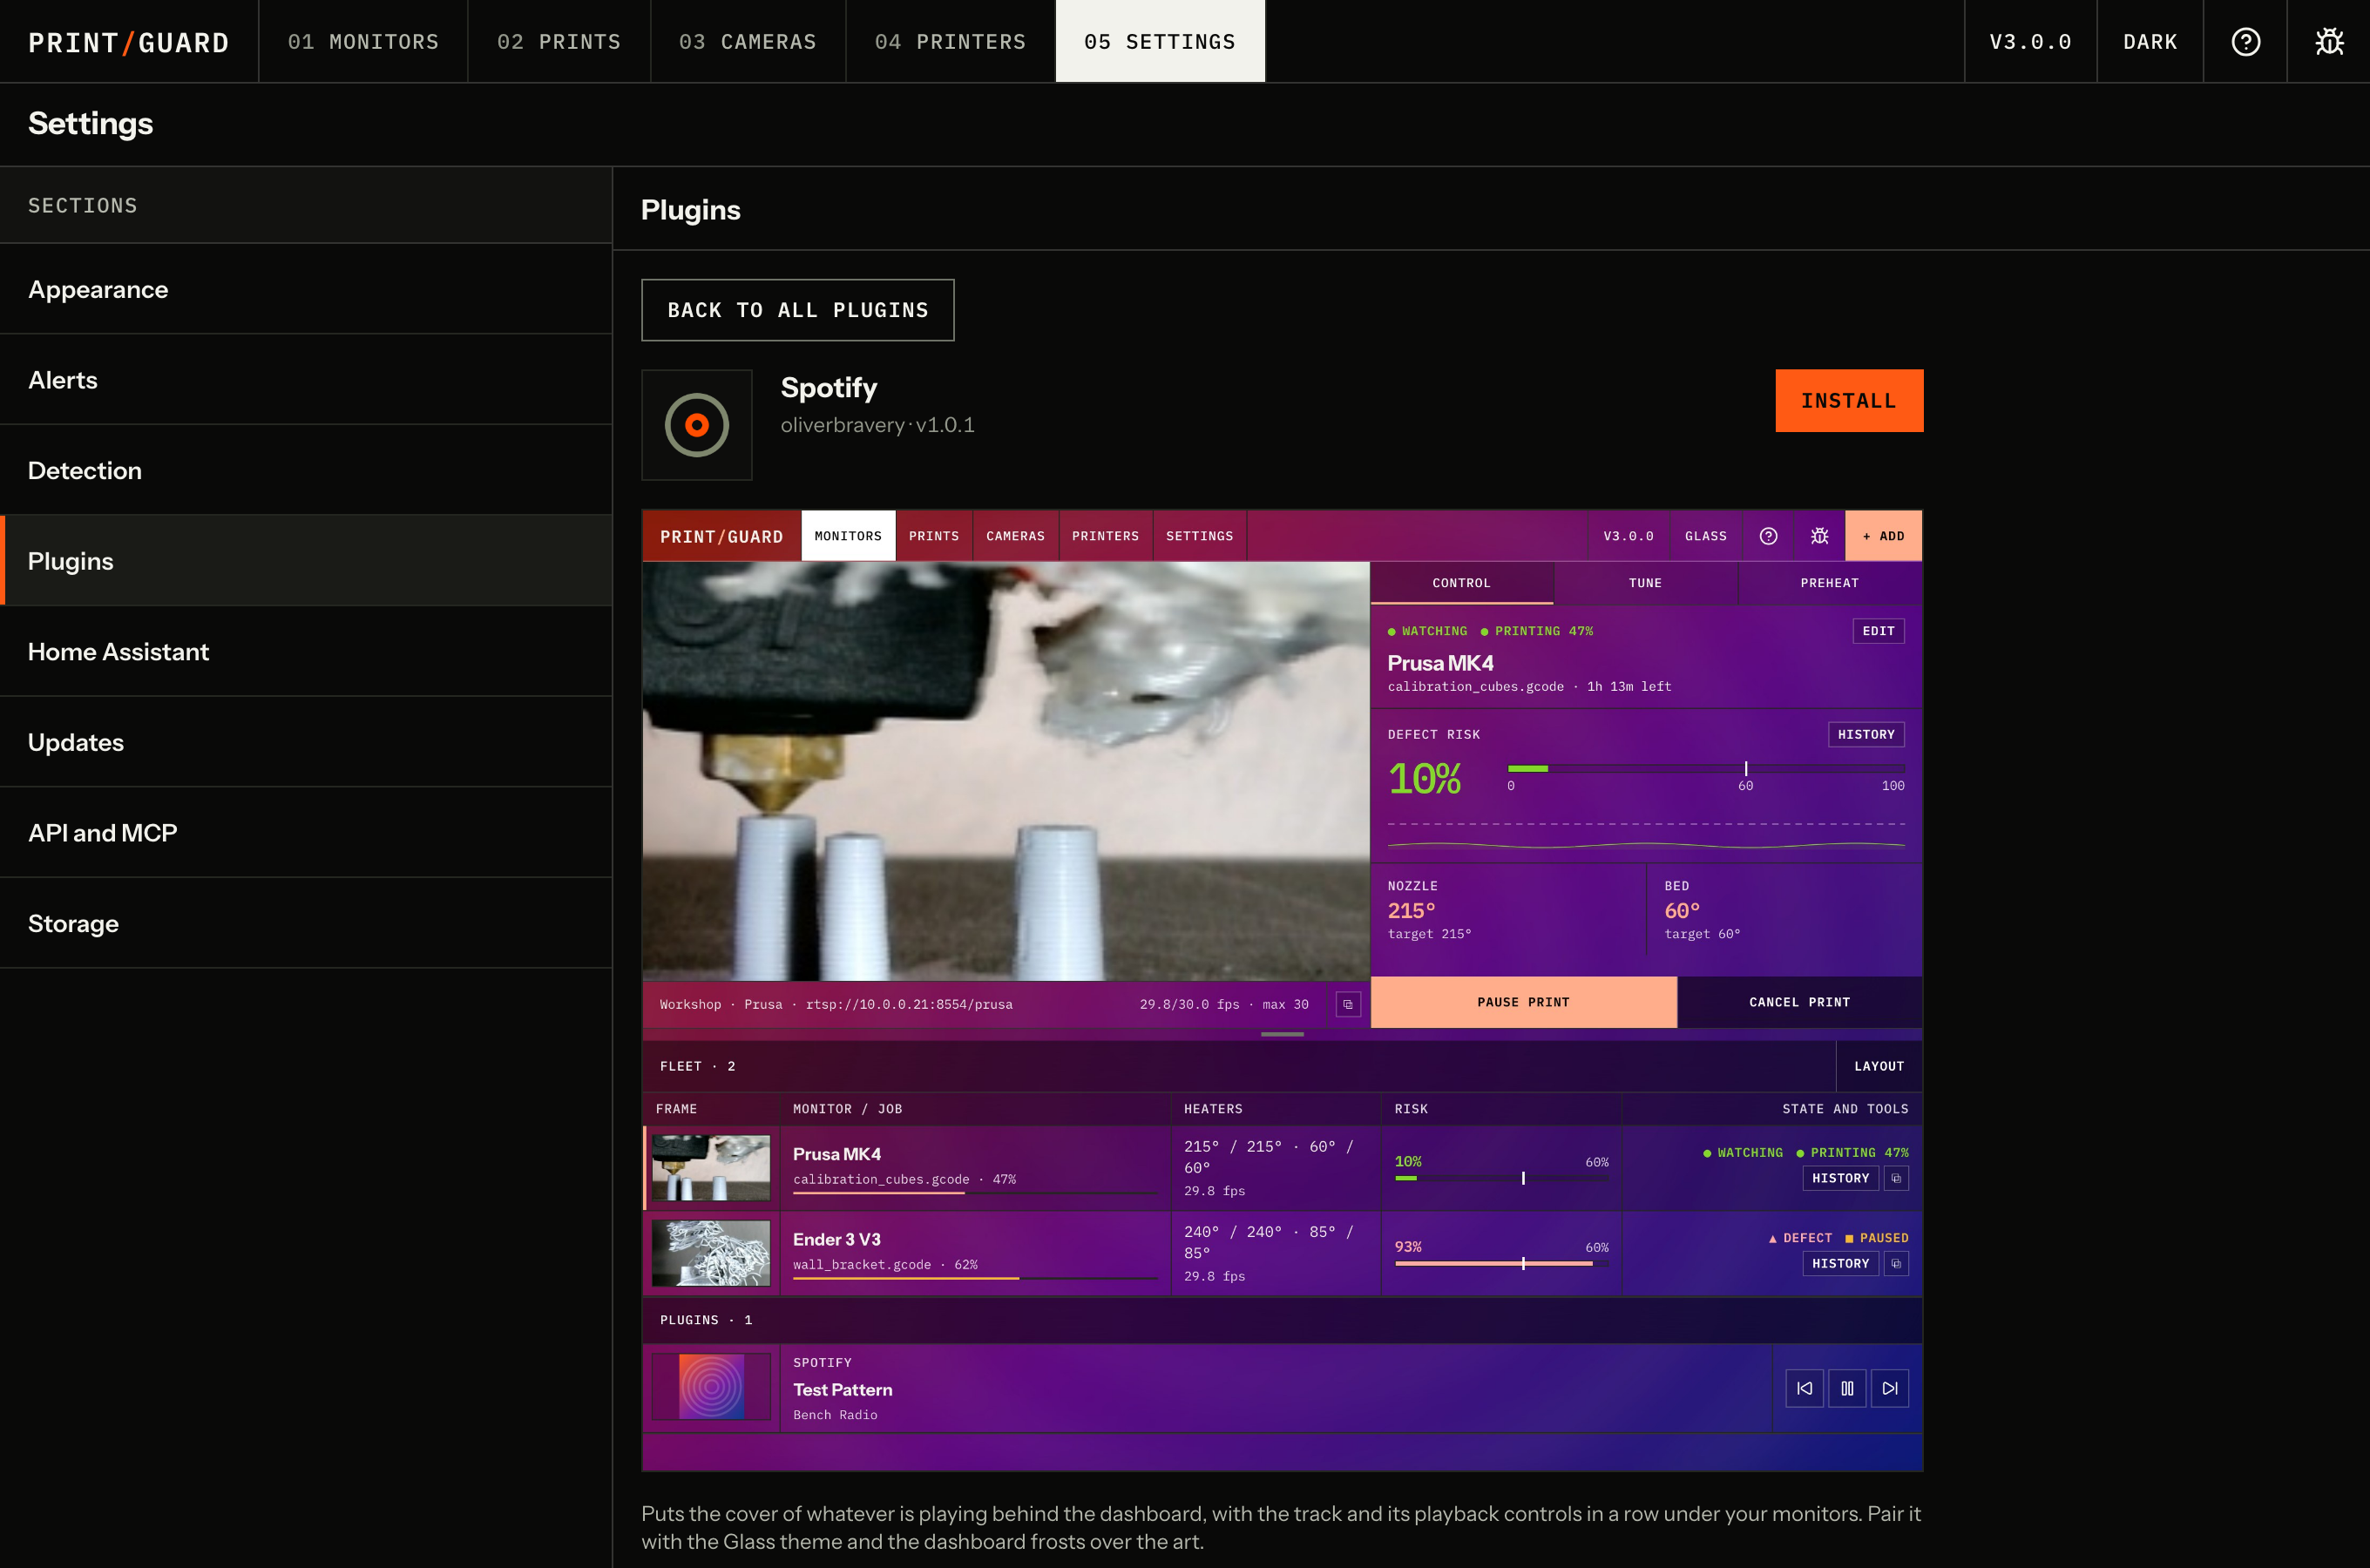 PRINT/GUARD
01 MONITORS
02 PRINTS
03 CAMERAS
04 PRINTERS
05 SETTINGS
V3.0.0
DARK
Settings
SECTIONS
Appearance
Alerts
Detection
Plugins
Home Assistant
Updates
API and MCP
Storage
Plugins
BACK TO ALL PLUGINS
Spotify
oliverbravery · v1.0.1
INSTALL
PRINT/GUARD
MONITORS
PRINTS
CAMERAS
PRINTERS
SETTINGS
V3.0.0
GLASS
+ ADD
CONTROL
TUNE
PREHEAT
WATCHING
PRINTING 47%
EDIT
Prusa MK4
calibration_cubes.gcode · 1h 13m left
DEFECT RISK
HISTORY
10%
0
60
100
NOZZLE
215°
target 215°
BED
60°
target 60°
Workshop · Prusa · rtsp://10.0.0.21:8554/prusa
29.8/30.0 fps · max 30
PAUSE PRINT
CANCEL PRINT
FLEET · 2
LAYOUT
FRAME
MONITOR / JOB
HEATERS
RISK
STATE AND TOOLS
Prusa MK4
calibration_cubes.gcode · 47%
215° / 215° · 60° /
60°
29.8 fps
10%
60%
WATCHING
PRINTING 47%
HISTORY
Ender 3 V3
wall_bracket.gcode · 62%
240° / 240° · 85° /
85°
29.8 fps
93%
60%
DEFECT
PAUSED
HISTORY
PLUGINS · 1
SPOTIFY
Test Pattern
Bench Radio
Puts the cover of whatever is playing behind the dashboard, with the track and its playback controls in a row under your monitors. Pair it
with the Glass theme and the dashboard frosts over the art.